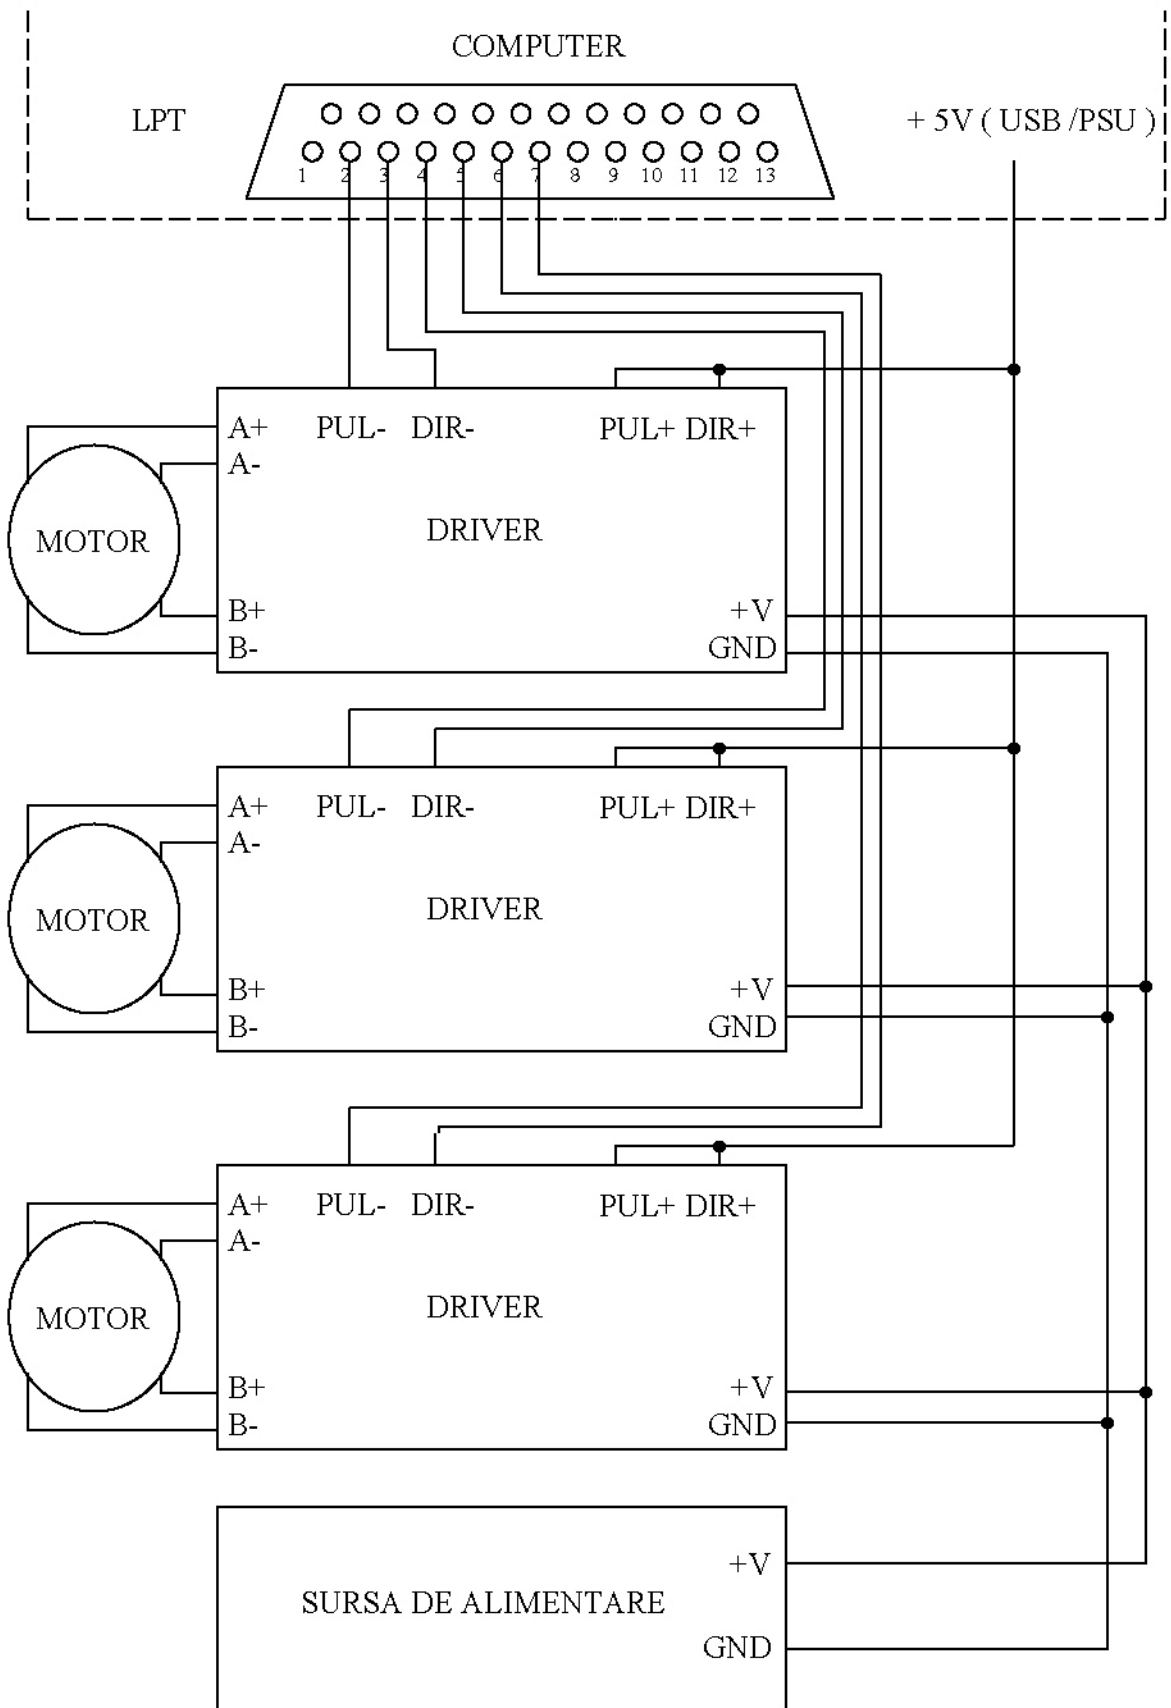 COMPUTER
LPT
+ 5V ( USB /PSU )
1 2 3 4 5 6 7 8 9 10 11 12 13
A+ PUL- DIR- PUL+ DIR+
A-
MOTOR
DRIVER
B+ +V
B- GND
A+ PUL- DIR- PUL+ DIR+
A-
MOTOR
DRIVER
B+ +V
B- GND
A+ PUL- DIR- PUL+ DIR+
A-
MOTOR
DRIVER
B+ +V
B- GND
+V
SURSA DE ALIMENTARE
GND